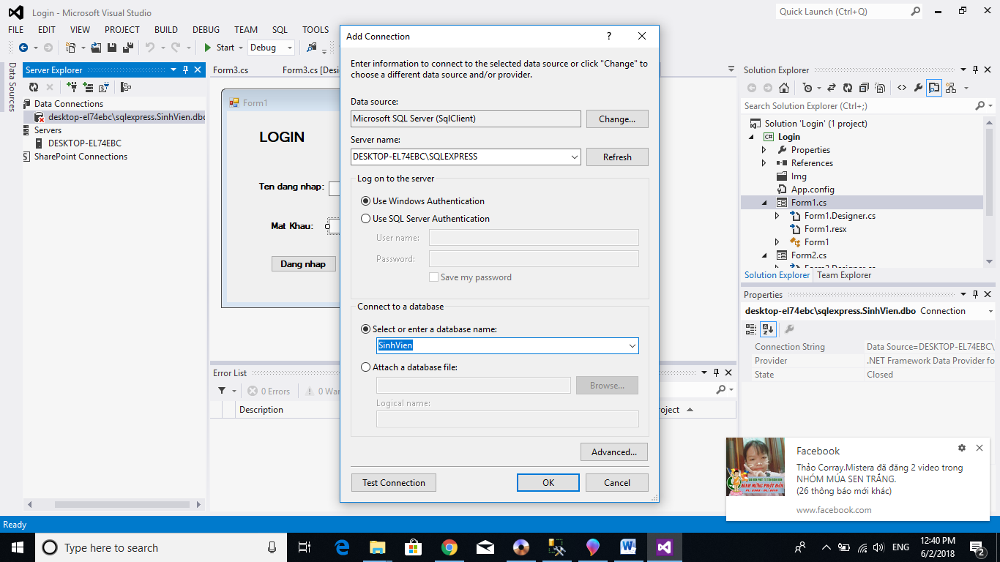 Login - Microsoft Visual Studio
Quick Launch (Ctrl+Q)
FILE EDIT VIEW PROJECT BUILD DEBUG TEAM SQL TOOLS
Start Debug
Data Sources
Server Explorer
Data Connections
desktop-el74ebc\sqlexpress.SinhVien.dbo
Servers
DESKTOP-EL74EBC
SharePoint Connections
Form3.cs Form3.cs [Desi
Form1
LOGIN
Ten dang nhap:
Mat Khau:
Dang nhap
Error List
0 Errors 0 War
Description
roject
Add Connection
Enter information to connect to the selected data source or click "Change" to
choose a different data source and/or provider.
Data source:
Microsoft SQL Server (SqlClient) Change...
Server name:
DESKTOP-EL74EBC\SQLEXPRESS Refresh
Log on to the server
Use Windows Authentication
Use SQL Server Authentication
User name:
Password:
Save my password
Connect to a database
Select or enter a database name:
SinhVien
Attach a database file:
Browse...
Logical name:
Advanced...
Test Connection OK Cancel
Solution Explorer
Search Solution Explorer (Ctrl+;)
Solution 'Login' (1 project)
C# Login
Properties
References
Img
App.config
Form1.cs
Form1.Designer.cs
Form1.resx
Form1
Form2.cs
Solution Explorer Team Explorer
Properties
desktop-el74ebc\sqlexpress.SinhVien.dbo Connection
Connection String Data Source=DESKTOP-EL74EBC\
Provider .NET Framework Data Provider fo
State Closed
Facebook
Thảo Corray.Mistera đã đăng 2 video trong
NHÓM MÚA SEN TRẮNG.
(26 thông báo mới khác)
www.facebook.com
Ready
Type here to search
ENG
12:40 PM
6/2/2018
2